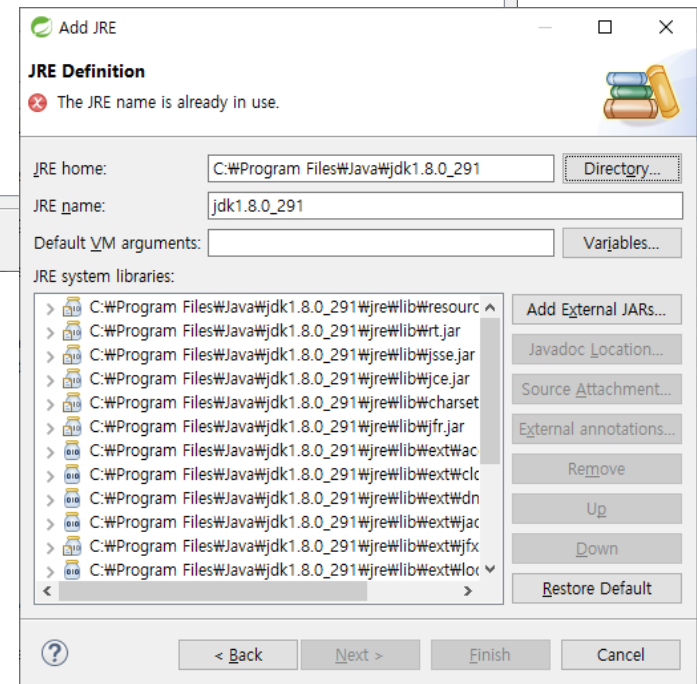 Add JRE
JRE Definition
The JRE name is already in use.
JRE home:
C:₩Program Files₩Java₩jdk1.8.0_291
Directory...
JRE name:
jdk1.8.0_291
Default VM arguments:
Variables...
JRE system libraries:
C:₩Program Files₩Java₩jdk1.8.0_291₩jre₩lib₩resourc
C:₩Program Files₩Java₩jdk1.8.0_291₩jre₩lib₩rt.jar
C:₩Program Files₩Java₩jdk1.8.0_291₩jre₩lib₩jsse.jar
C:₩Program Files₩Java₩jdk1.8.0_291₩jre₩lib₩jce.jar
C:₩Program Files₩Java₩jdk1.8.0_291₩jre₩lib₩charset
C:₩Program Files₩Java₩jdk1.8.0_291₩jre₩lib₩jfr.jar
C:₩Program Files₩Java₩jdk1.8.0_291₩jre₩lib₩ext₩acc
C:₩Program Files₩Java₩jdk1.8.0_291₩jre₩lib₩ext₩clc
C:₩Program Files₩Java₩jdk1.8.0_291₩jre₩lib₩ext₩dn
C:₩Program Files₩Java₩jdk1.8.0_291₩jre₩lib₩ext₩jac
C:₩Program Files₩Java₩jdk1.8.0_291₩jre₩lib₩ext₩jfx
C:₩Program Files₩Java₩jdk1.8.0_291₩jre₩lib₩ext₩loc
Add External JARs...
Javadoc Location...
Source Attachment...
External annotations...
Remove
Up
Down
Restore Default
< Back
Next >
Finish
Cancel